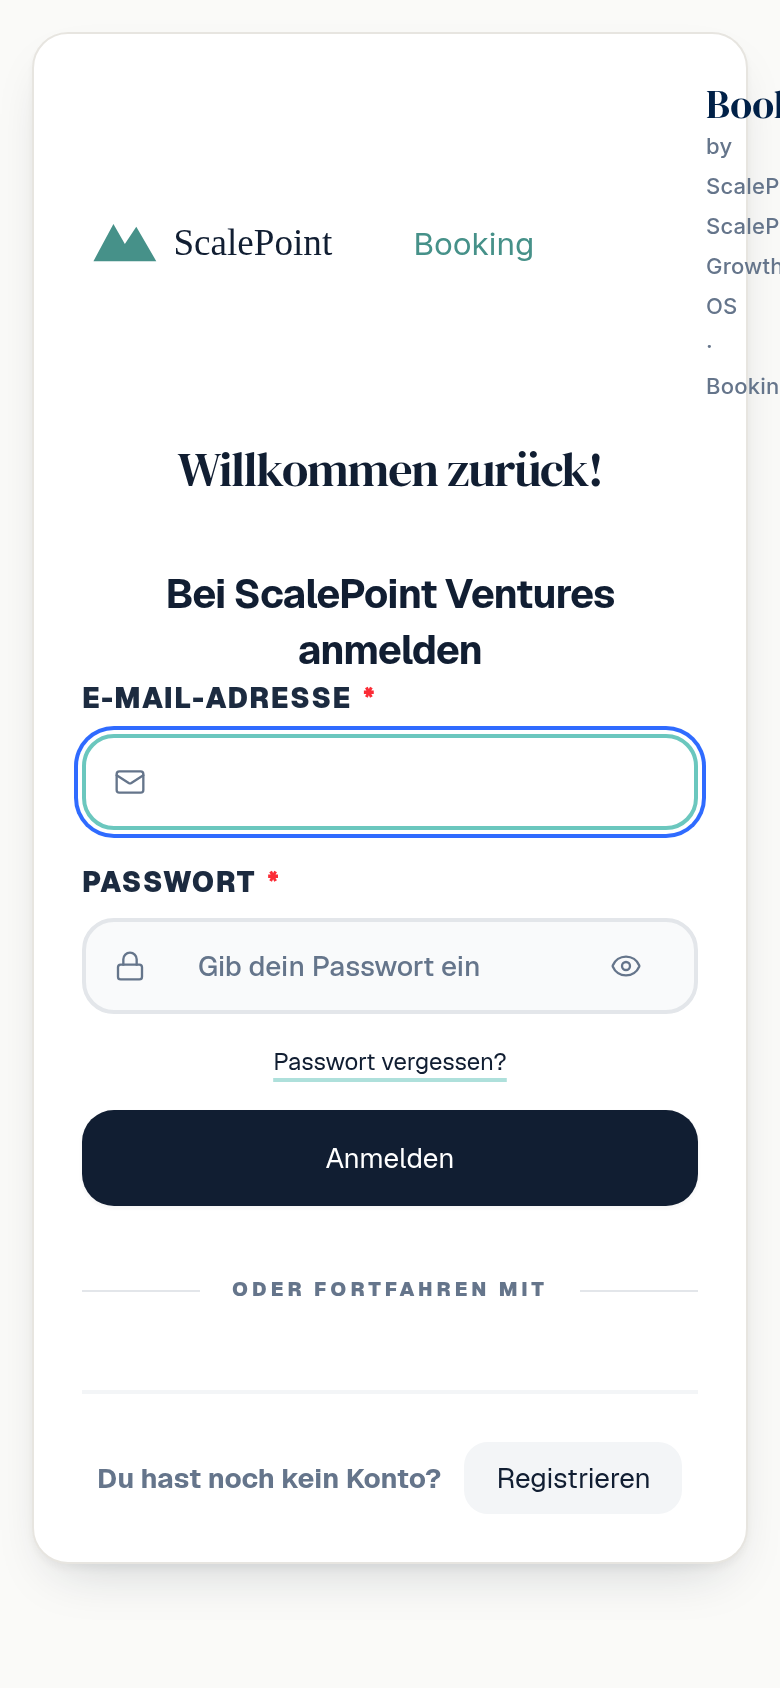 Book
by
ScaleP
ScaleP
Growth
OS
·
Bookin
ScalePoint Booking
Willkommen zurück!
Bei ScalePoint Ventures
anmelden
E-MAIL-ADRESSE *
PASSWORT *
Gib dein Passwort ein
Passwort vergessen?
Anmelden
ODER FORTFAHREN MIT
Du hast noch kein Konto? Registrieren